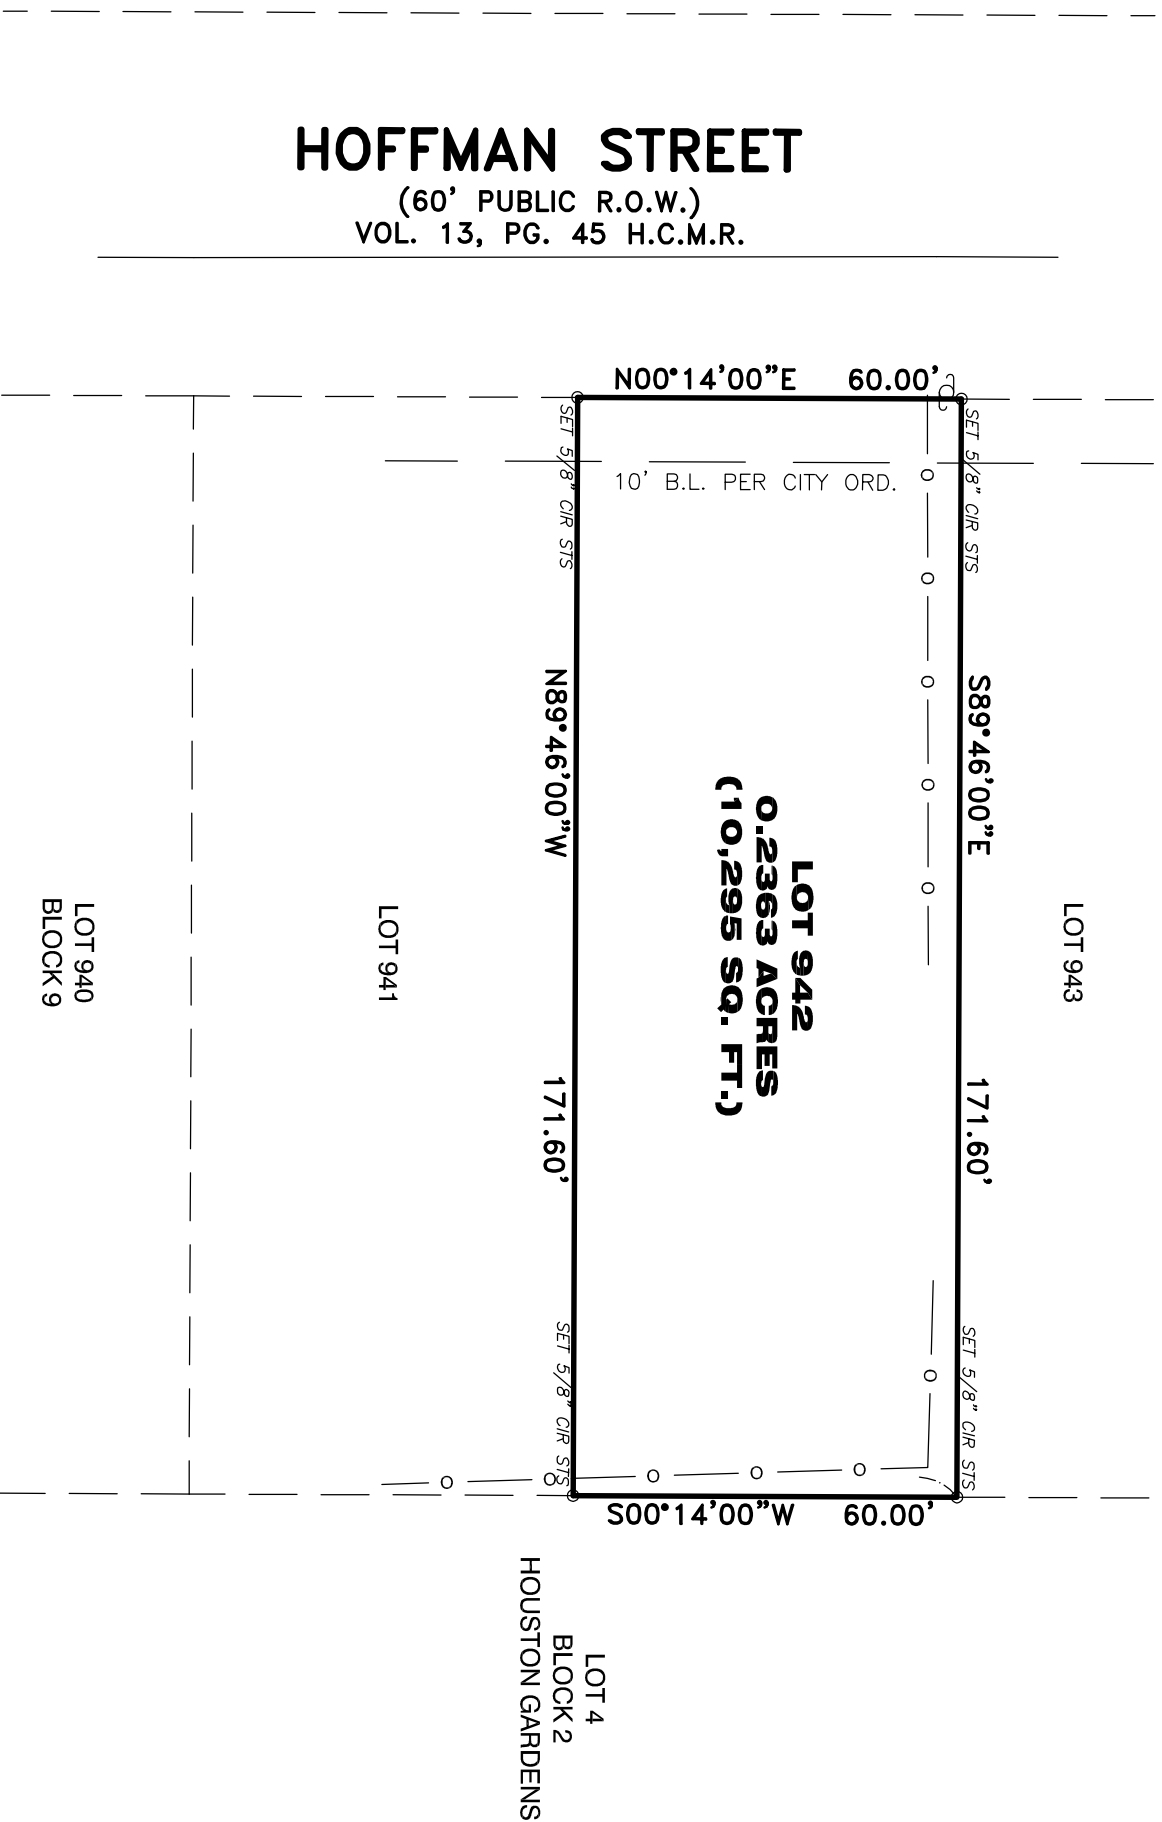 HOFFMAN STREET
(60' PUBLIC R.O.W.)
VOL. 13, PG. 45 H.C.M.R.
N00°14'00"E 60.00'
SET 5/8" CIR STS
SET 5/8" CIR STS
10' B.L. PER CITY ORD.
N89°46'00"W 171.60'
S89°46'00"E 171.60'
LOT 942
0.2363 ACRES
(10,295 SQ. FT.)
LOT 940
BLOCK 9
LOT 941
LOT 943
SET 5/8" CIR STS
SET 5/8" CIR STS
S00°14'00"W 60.00'
LOT 4
BLOCK 2
HOUSTON GARDENS